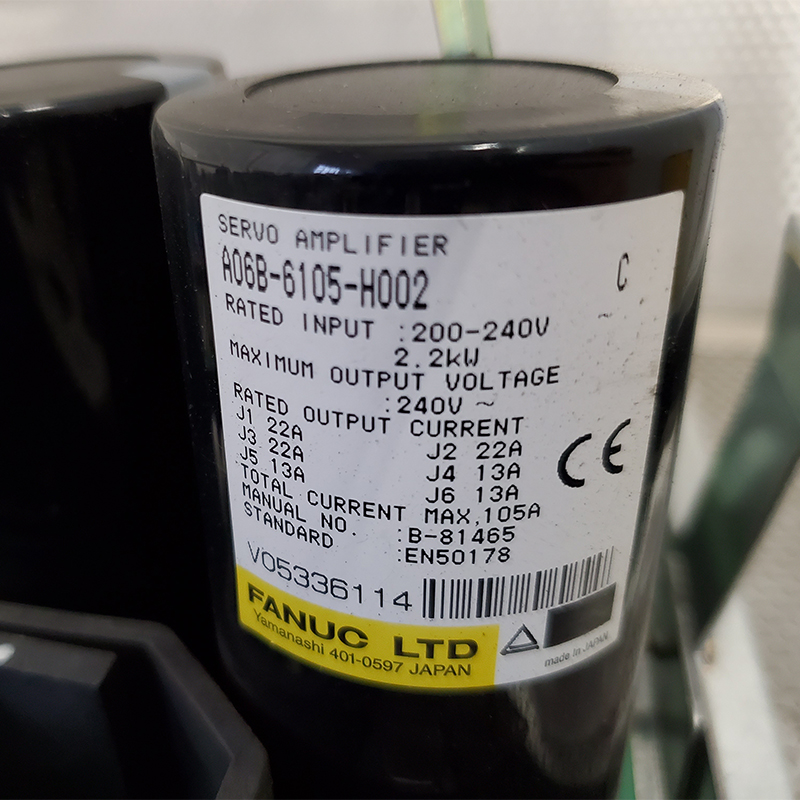 SERVO AMPLIFIER
A06B-6105-H002 C
RATED INPUT :200-240V ~
2.2kW
MAXIMUM OUTPUT VOLTAGE
:240V ~
RATED OUTPUT CURRENT
J1 22A J2 22A
J3 22A J4 13A
J5 13A J6 13A
TOTAL CURRENT MAX,105A
MANUAL NO. :B-81465
STANDARD :EN50178
CE
V05336114
FANUC LTD
Yamanashi 401-0597 JAPAN
made in JAPAN